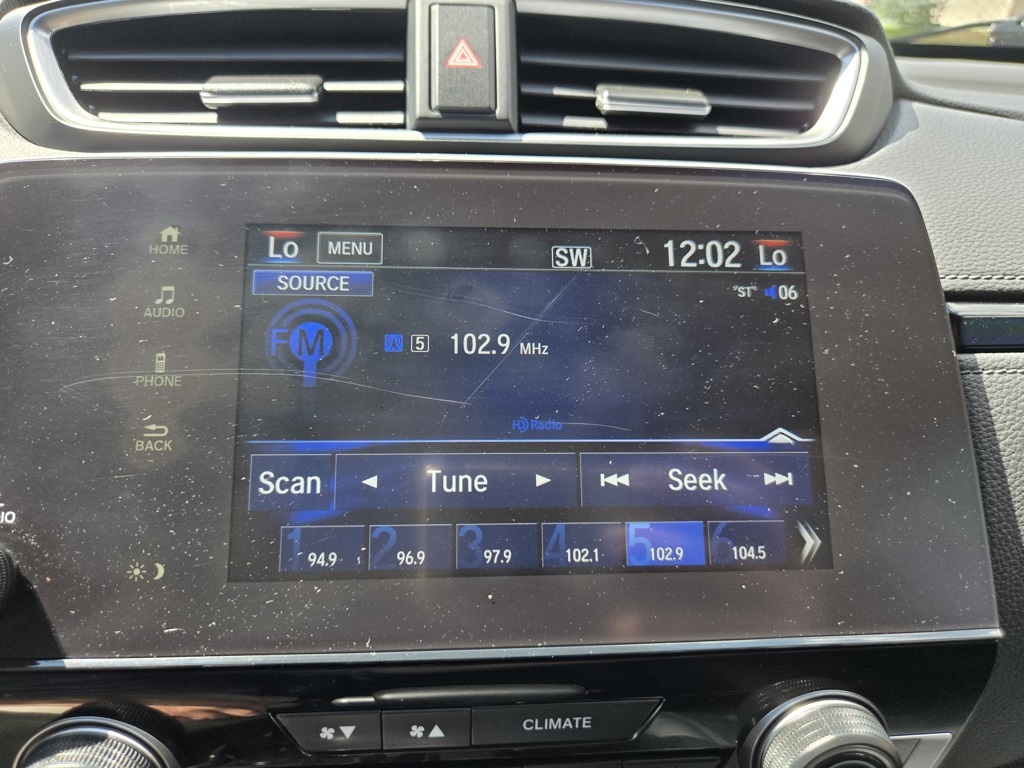 HOME
AUDIO
PHONE
BACK
Lo MENU SW 12:02 Lo
SOURCE
"ST" 06
FM 5 102.9 MHz
HD Radio
Scan Tune Seek
1 94.9 2 96.9 3 97.9 4 102.1 5 102.9 6 104.5
CLIMATE